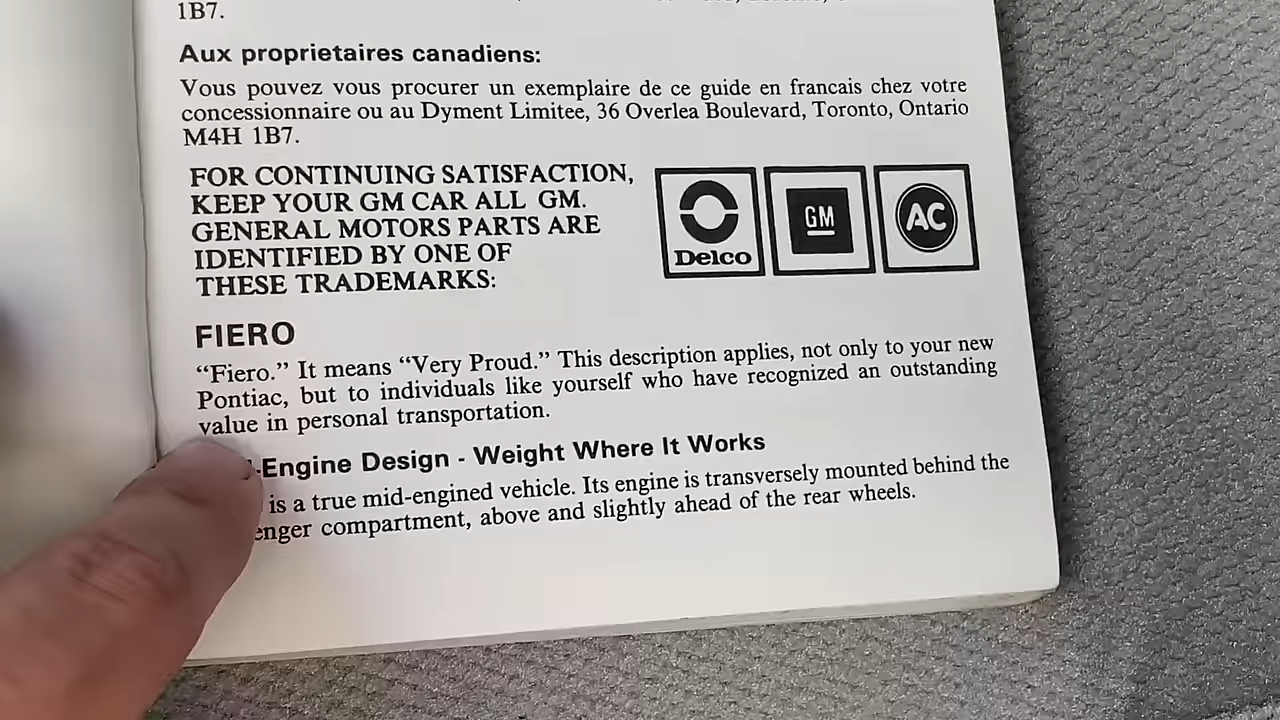 1B7.
Aux proprietaires canadiens:
Vous pouvez vous procurer un exemplaire de ce guide en francais chez votre
concessionnaire ou au Dyment Limitee, 36 Overlea Boulevard, Toronto, Ontario
M4H 1B7.
FOR CONTINUING SATISFACTION,
KEEP YOUR GM CAR ALL GM.
GENERAL MOTORS PARTS ARE
IDENTIFIED BY ONE OF
THESE TRADEMARKS:
Delco
GM
AC
FIERO
“Fiero.” It means “Very Proud.” This description applies, not only to your new
Pontiac, but to individuals like yourself who have recognized an outstanding
value in personal transportation.
-Engine Design - Weight Where It Works
is a true mid-engined vehicle. Its engine is transversely mounted behind the
enger compartment, above and slightly ahead of the rear wheels.